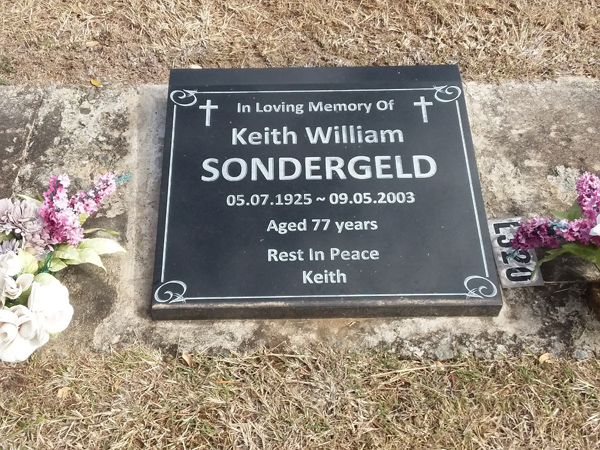 In Loving Memory Of
Keith William
SONDERGELD
05.07.1925 ~ 09.05.2003
Aged 77 years
Rest In Peace
Keith